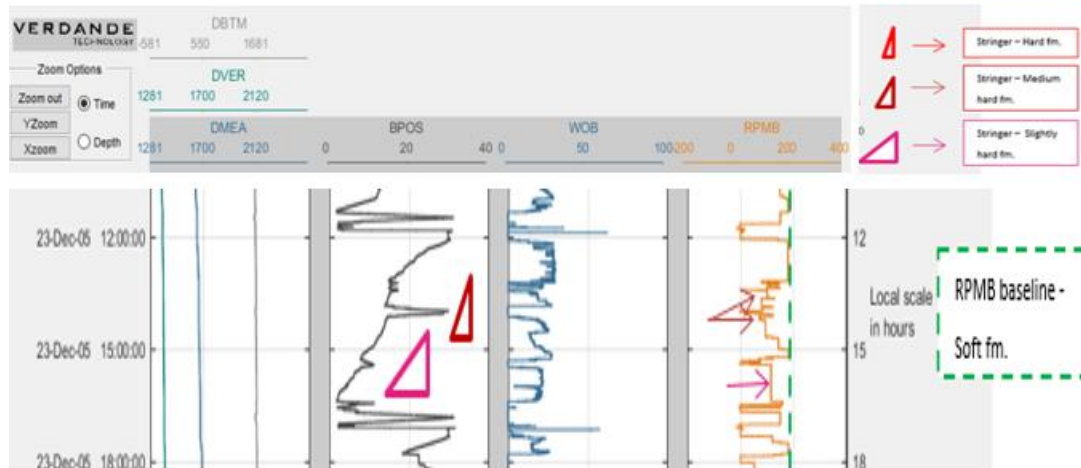 VERDANDE
TECHNOLOGY
Zoom Options
Zoom out
Time
YZoom
Xzoom
Depth
DBTM
-581 550 1681
DVER
1281 1700 2120
DMEA
1281 1700 2120
BPOS
0 20 40
WOB
0 50 100
RPMB
-200 0 200 400
Stringer – Hard fm.
Stringer – Medium
hard fm.
Stringer – Slightly
hard fm.
23-Dec-05 12:00:00
23-Dec-05 15:00:00
23-Dec-05 18:00:00
12
15
18
Local scale
in hours
RPMB baseline -
Soft fm.